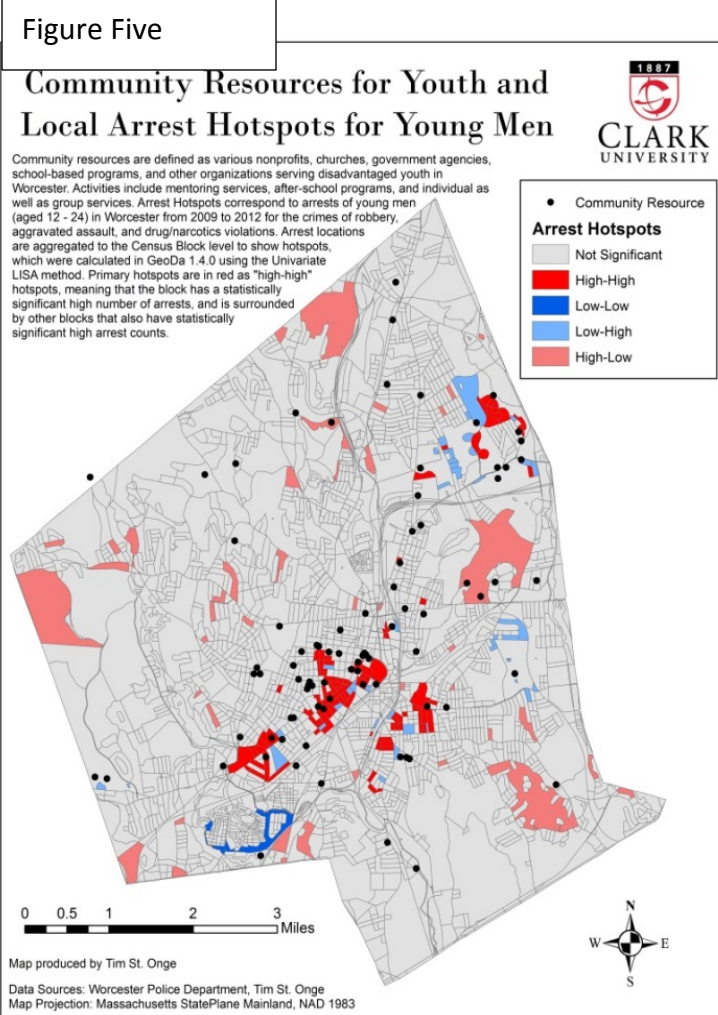 Figure Five
Community Resources for Youth and
Local Arrest Hotspots for Young Men
1887
CLARK
UNIVERSITY
Community resources are defined as various nonprofits, churches, government agencies,
school-based programs, and other organizations serving disadvantaged youth in
Worcester. Activities include mentoring services, after-school programs, and individual as
well as group services. Arrest Hotspots correspond to arrests of young men
(aged 12 - 24) in Worcester from 2009 to 2012 for the crimes of robbery,
aggravated assault, and drug/narcotics violations. Arrest locations
are aggregated to the Census Block level to show hotspots,
which were calculated in GeoDa 1.4.0 using the Univariate
LISA method. Primary hotspots are in red as "high-high"
hotspots, meaning that the block has a statistically
significant high number of arrests, and is surrounded
by other blocks that also have statistically
significant high arrest counts.
Community Resource
Arrest Hotspots
Not Significant
High-High
Low-Low
Low-High
High-Low
0 0.5 1 2 3
Miles
N
W E
S
Map produced by Tim St. Onge
Data Sources: Worcester Police Department, Tim St. Onge
Map Projection: Massachusetts StatePlane Mainland, NAD 1983